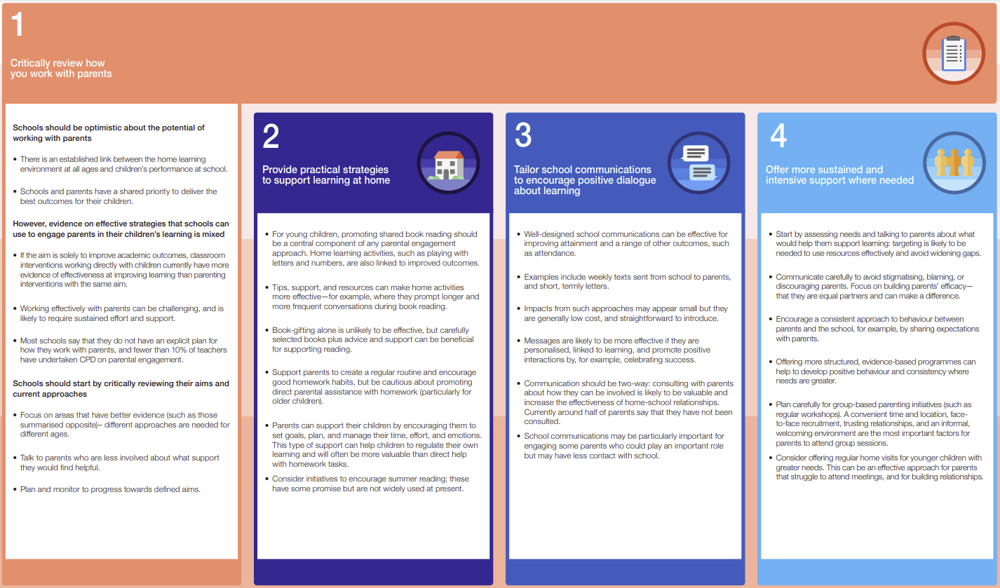 1
Critically review how
you work with parents
Schools should be optimistic about the potential of
working with parents
• There is an established link between the home learning
environment at all ages and children's performance at school.
• Schools and parents have a shared priority to deliver the
best outcomes for their children.
However, evidence on effective strategies that schools can
use to engage parents in their children's learning is mixed
• If the aim is solely to improve academic outcomes, classroom
interventions working directly with children currently have more
evidence of effectiveness at improving learning than parenting
interventions with the same aim.
• Working effectively with parents can be challenging, and is
likely to require sustained effort and support.
• Most schools say that they do not have an explicit plan for
how they work with parents, and fewer than 10% of teachers
have undertaken CPD on parental engagement.
Schools should start by critically reviewing their aims and
current approaches
• Focus on areas that have better evidence (such as those
summarised opposite)– different approaches are needed for
different ages.
• Talk to parents who are less involved about what support
they would find helpful.
• Plan and monitor to progress towards defined aims.
2
Provide practical strategies
to support learning at home
• For young children, promoting shared book reading should
be a central component of any parental engagement
approach. Home learning activities, such as playing with
letters and numbers, are also linked to improved outcomes.
• Tips, support, and resources can make home activities
more effective—for example, where they prompt longer and
more frequent conversations during book reading.
• Book-gifting alone is unlikely to be effective, but carefully
selected books plus advice and support can be beneficial
for supporting reading.
• Support parents to create a regular routine and encourage
good homework habits, but be cautious about promoting
direct parental assistance with homework (particularly for
older children).
• Parents can support their children by encouraging them to
set goals, plan, and manage their time, effort, and emotions.
This type of support can help children to regulate their own
learning and will often be more valuable than direct help
with homework tasks.
• Consider initiatives to encourage summer reading; these
have some promise but are not widely used at present.
3
Tailor school communications
to encourage positive dialogue
about learning
• Well-designed school communications can be effective for
improving attainment and a range of other outcomes, such
as attendance.
• Examples include weekly texts sent from school to parents,
and short, termly letters.
• Impacts from such approaches may appear small but they
are generally low cost, and straightforward to introduce.
• Messages are likely to be more effective if they are
personalised, linked to learning, and promote positive
interactions by, for example, celebrating success.
• Communication should be two-way: consulting with parents
about how they can be involved is likely to be valuable and
increase the effectiveness of home-school relationships.
Currently around half of parents say that they have not been
consulted.
• School communications may be particularly important for
engaging some parents who could play an important role
but may have less contact with school.
4
Offer more sustained and
intensive support where needed
• Start by assessing needs and talking to parents about what
would help them support learning: targeting is likely to be
needed to use resources effectively and avoid widening gaps.
• Communicate carefully to avoid stigmatising, blaming, or
discouraging parents. Focus on building parents' efficacy—
that they are equal partners and can make a difference.
• Encourage a consistent approach to behaviour between
parents and the school, for example, by sharing expectations
with parents.
• Offering more structured, evidence-based programmes can
help to develop positive behaviour and consistency where
needs are greater.
• Plan carefully for group-based parenting initiatives (such as
regular workshops). A convenient time and location, face-
to-face recruitment, trusting relationships, and an informal,
welcoming environment are the most important factors for
parents to attend group sessions.
• Consider offering regular home visits for younger children with
greater needs. This can be an effective approach for parents
that struggle to attend meetings, and for building relationships.